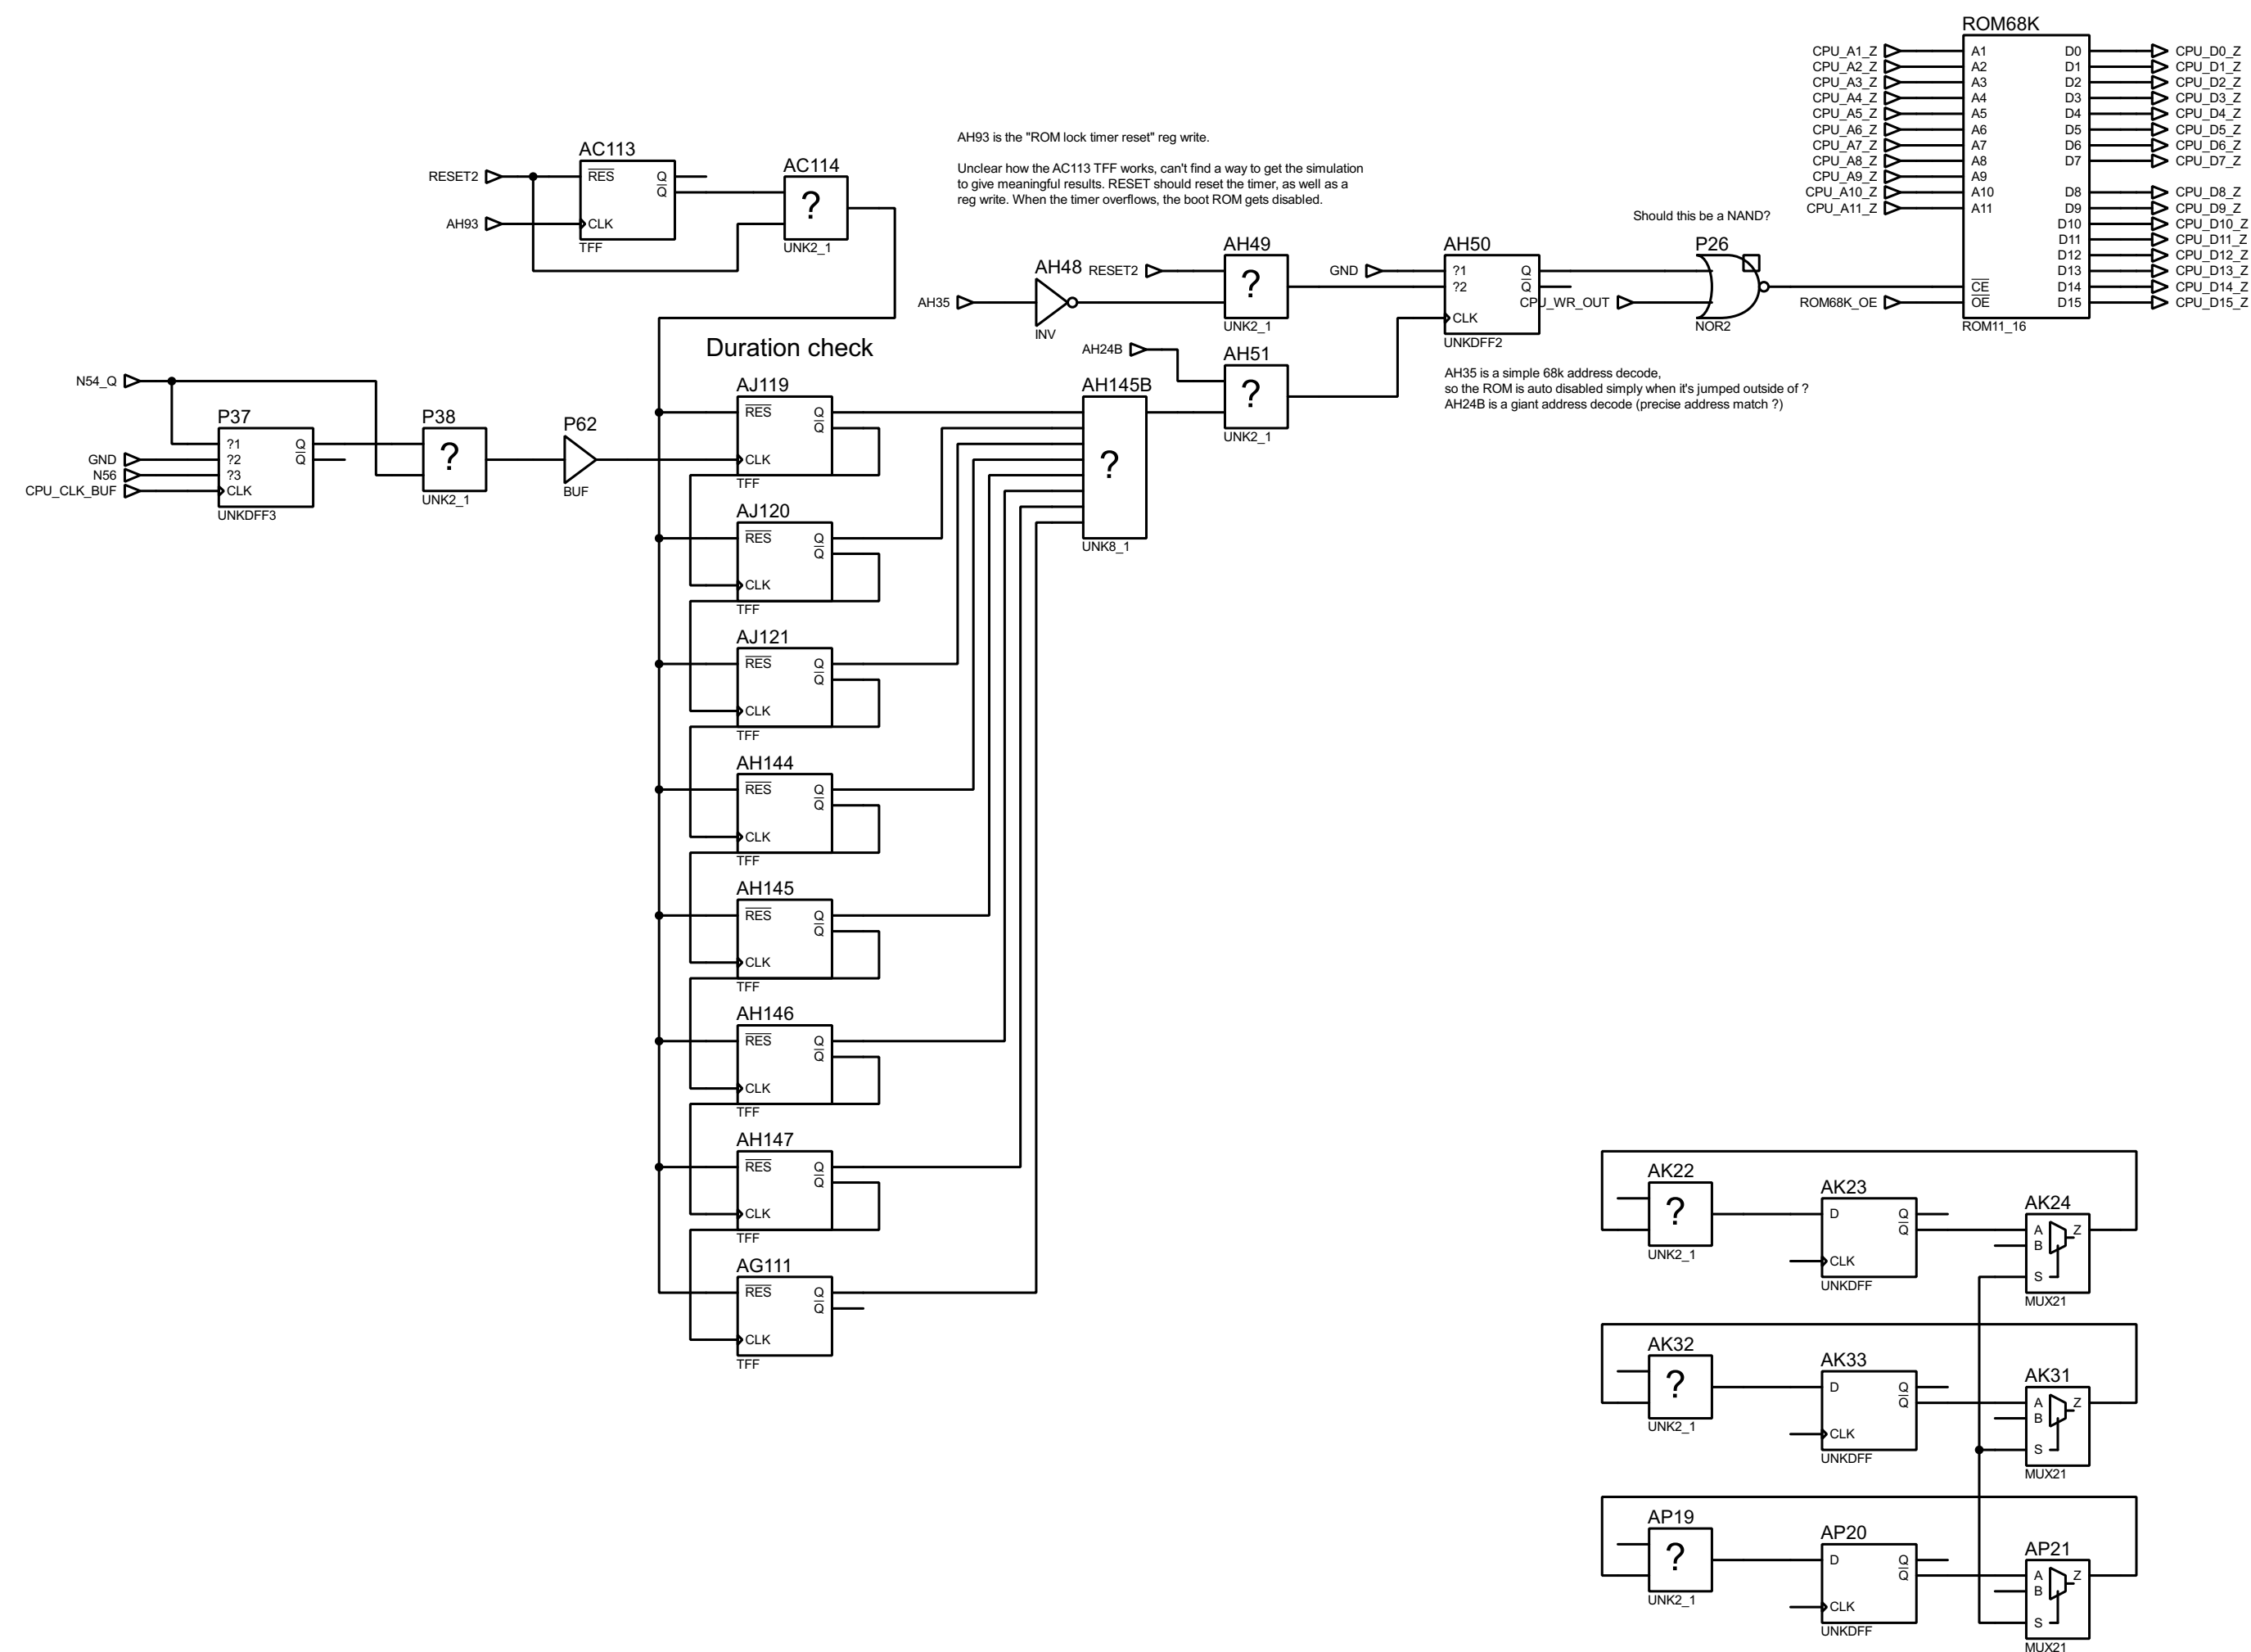 ROM68K
CPU_A1_Z A1 D0 CPU_D0_Z
CPU_A2_Z A2 D1 CPU_D1_Z
CPU_A3_Z A3 D2 CPU_D2_Z
CPU_A4_Z A4 D3 CPU_D3_Z
CPU_A5_Z A5 D4 CPU_D4_Z
CPU_A6_Z A6 D5 CPU_D5_Z
CPU_A7_Z A7 D6 CPU_D6_Z
CPU_A8_Z A8 D7 CPU_D7_Z
CPU_A9_Z A9
CPU_A10_Z A10 D8 CPU_D8_Z
CPU_A11_Z A11 D9 CPU_D9_Z
D10 CPU_D10_Z
D11 CPU_D11_Z
D12 CPU_D12_Z
D13 CPU_D13_Z
CE D14 CPU_D14_Z
ROM68K_OE OE D15 CPU_D15_Z
ROM11_16
AC113
RESET2 RES Q
Q
AH93 CLK
TFF
AC114
?
UNK2_1
AH93 is the "ROM lock timer reset" reg write.
Unclear how the AC113 TFF works, can't find a way to get the simulation
to give meaningful results. RESET should reset the timer, as well as a
reg write. When the timer overflows, the boot ROM gets disabled.
AH48
AH35
INV
AH49
RESET2
?
UNK2_1
AH50
GND ?1 Q
?2 Q
CLK
UNKDFF2
Should this be a NAND?
P26
CPU_WR_OUT
NOR2
AH24B
AH51
?
UNK2_1
AH35 is a simple 68k address decode,
so the ROM is auto disabled simply when it's jumped outside of ?
AH24B is a giant address decode (precise address match ?)
Duration check
N54_Q
P37
?1 Q
GND ?2 Q
N56 ?3
CPU_CLK_BUF CLK
UNKDFF3
P38
?
UNK2_1
P62
BUF
AJ119
RES Q
Q
CLK
TFF
AH145B
?
UNK8_1
AJ120
RES Q
Q
CLK
TFF
AJ121
RES Q
Q
CLK
TFF
AH144
RES Q
Q
CLK
TFF
AH145
RES Q
Q
CLK
TFF
AH146
RES Q
Q
CLK
TFF
AH147
RES Q
Q
CLK
TFF
AG111
RES Q
Q
CLK
TFF
AK22
?
UNK2_1
AK23
D Q
Q
CLK
UNKDFF
AK24
A Z
B
S
MUX21
AK32
?
UNK2_1
AK33
D Q
Q
CLK
UNKDFF
AK31
A Z
B
S
MUX21
AP19
?
UNK2_1
AP20
D Q
Q
CLK
UNKDFF
AP21
A Z
B
S
MUX21